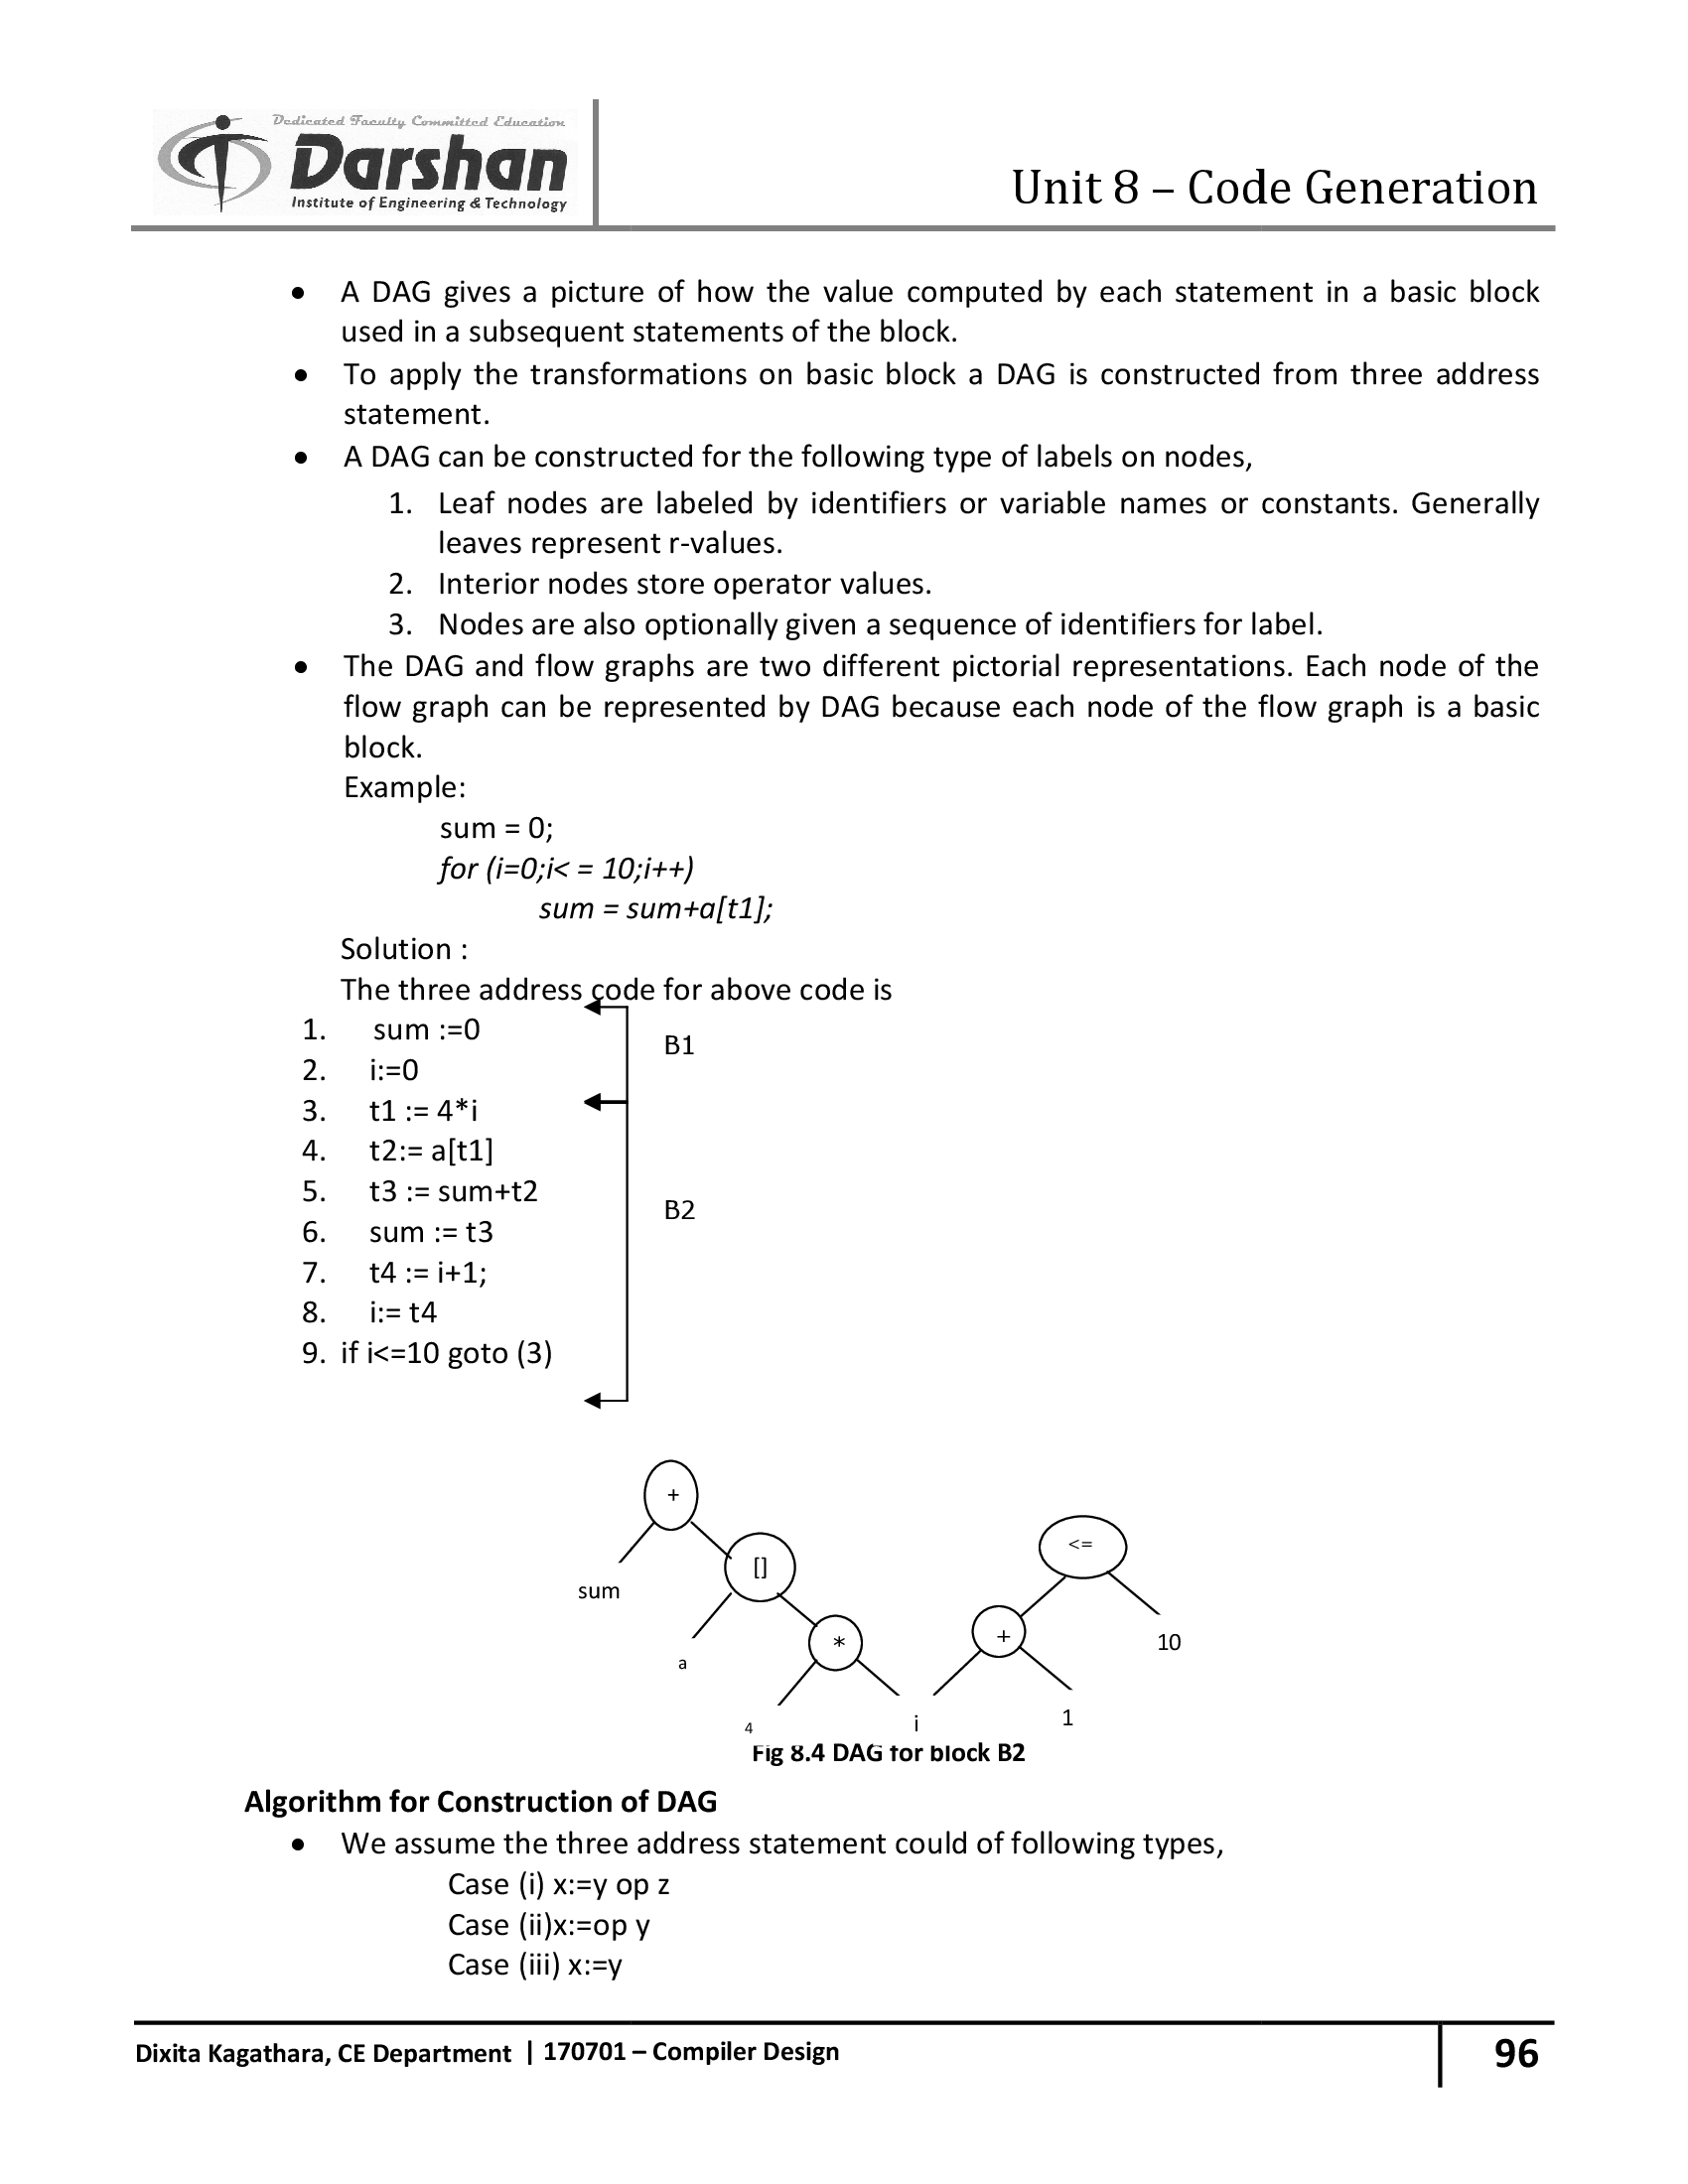 Dedicated Faculty Committed Education
Darshan
Institute of Engineering & Technology
Unit 8 – Code Generation
• A DAG gives a picture of how the value computed by each statement in a basic block
used in a subsequent statements of the block.
• To apply the transformations on basic block a DAG is constructed from three address
statement.
• A DAG can be constructed for the following type of labels on nodes,
1. Leaf nodes are labeled by identifiers or variable names or constants. Generally
leaves represent r-values.
2. Interior nodes store operator values.
3. Nodes are also optionally given a sequence of identifiers for label.
• The DAG and flow graphs are two different pictorial representations. Each node of the
flow graph can be represented by DAG because each node of the flow graph is a basic
block.
Example:
sum = 0;
for (i=0;i< = 10;i++)
sum = sum+a[t1];
Solution :
The three address code for above code is
1. sum :=0
B1
2. i:=0
3. t1 := 4*i
4. t2:= a[t1]
5. t3 := sum+t2
B2
6. sum := t3
7. t4 := i+1;
8. i:= t4
9. if i<=10 goto (3)
+
<=
[]
sum
+
*
10
a
4
i
1
Fig 8.4 DAG for block B2
Algorithm for Construction of DAG
• We assume the three address statement could of following types,
Case (i) x:=y op z
Case (ii)x:=op y
Case (iii) x:=y
Dixita Kagathara, CE Department | 170701 – Compiler Design
96